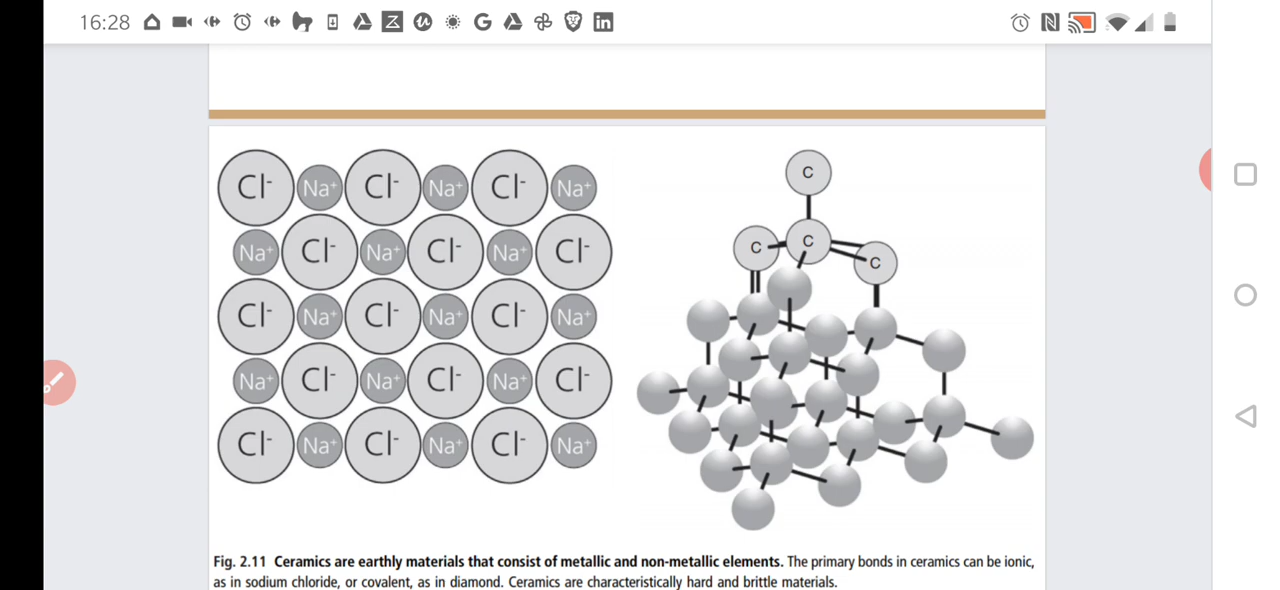 16:28
Cl- Na+ Cl- Na+ Cl- Na+
Na+ Cl- Na+ Cl- Na+ Cl-
Cl- Na+ Cl- Na+ Cl- Na+
Na+ Cl- Na+ Cl- Na+ Cl-
Cl- Na+ Cl- Na+ Cl- Na+
C
C C C
Fig. 2.11 Ceramics are earthly materials that consist of metallic and non-metallic elements. The primary bonds in ceramics can be ionic,
as in sodium chloride, or covalent, as in diamond. Ceramics are characteristically hard and brittle materials.